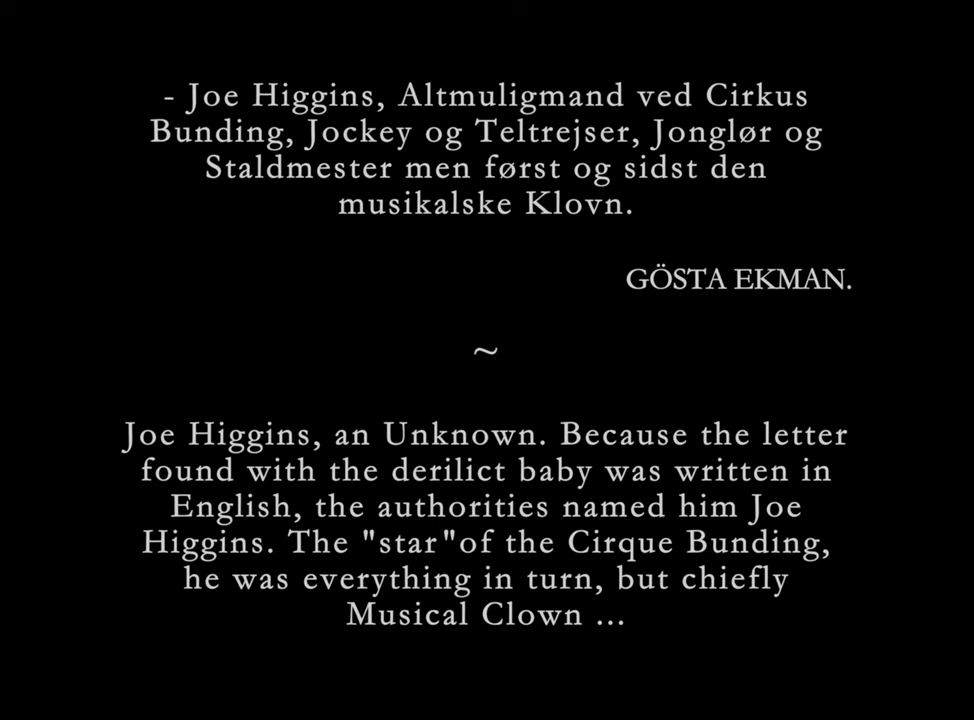 - Joe Higgins, Altmuligmand ved Cirkus
Bunding, Jockey og Teltrejser, Jonglør og
Staldmester men først og sidst den
musikalske Klovn.
GÖSTA EKMAN.
~
Joe Higgins, an Unknown. Because the letter
found with the derilict baby was written in
English, the authorities named him Joe
Higgins. The "star"of the Cirque Bunding,
he was everything in turn, but chiefly
Musical Clown ...